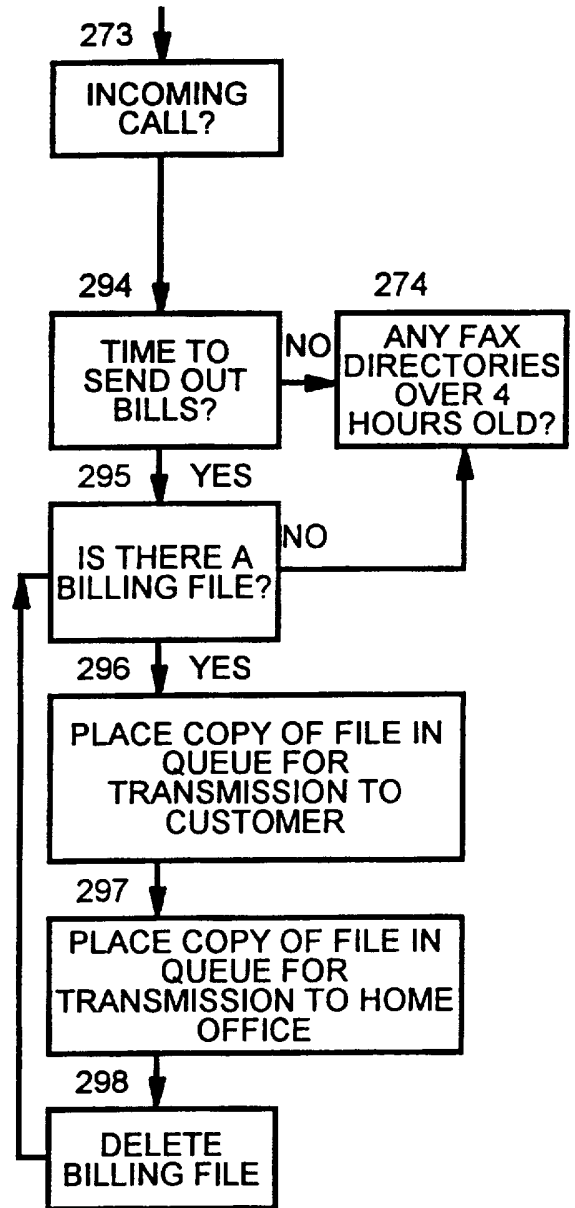 273
INCOMING
CALL?
294
TIME TO
SEND OUT
BILLS?
NO
274
ANY FAX
DIRECTORIES
OVER 4
HOURS OLD?
295
YES
IS THERE A
BILLING FILE?
NO
296
YES
PLACE COPY OF FILE IN
QUEUE FOR
TRANSMISSION TO
CUSTOMER
297
PLACE COPY OF FILE IN
QUEUE FOR
TRANSMISSION TO HOME
OFFICE
298
DELETE
BILLING FILE